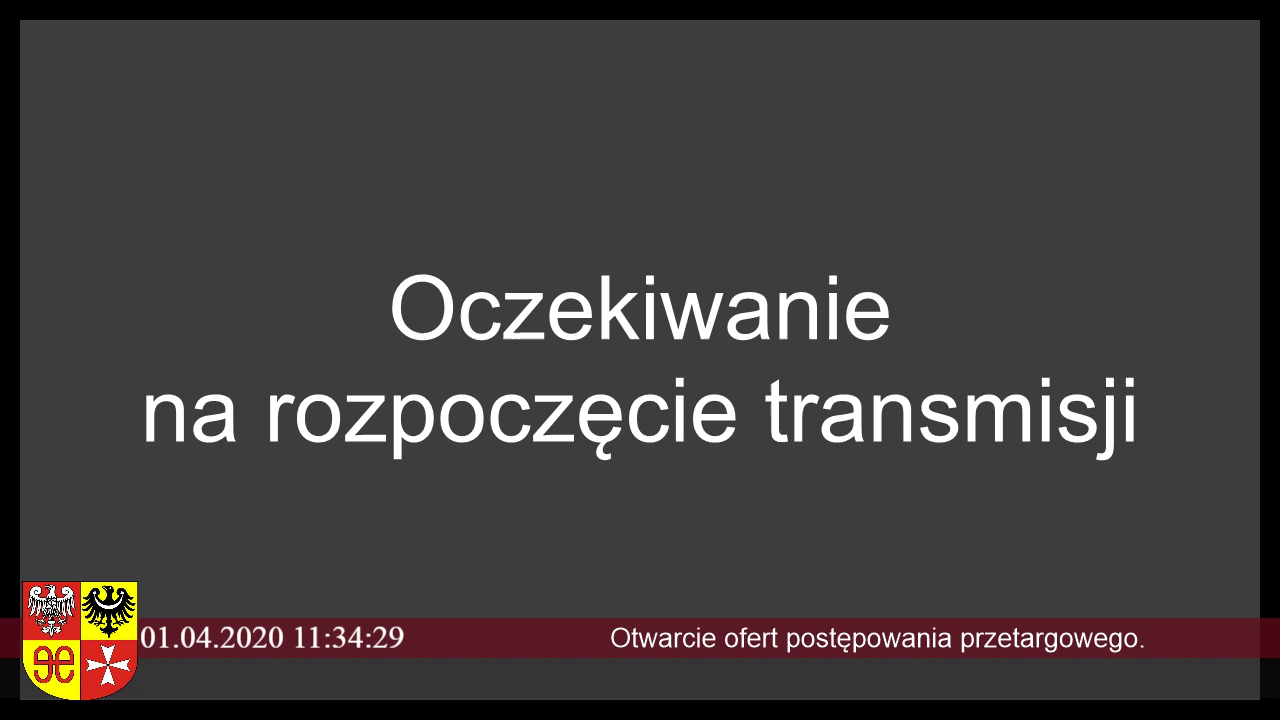 Oczekiwanie
na rozpoczęcie transmisji
01.04.2020 11:34:29
Otwarcie ofert postępowania przetargowego.